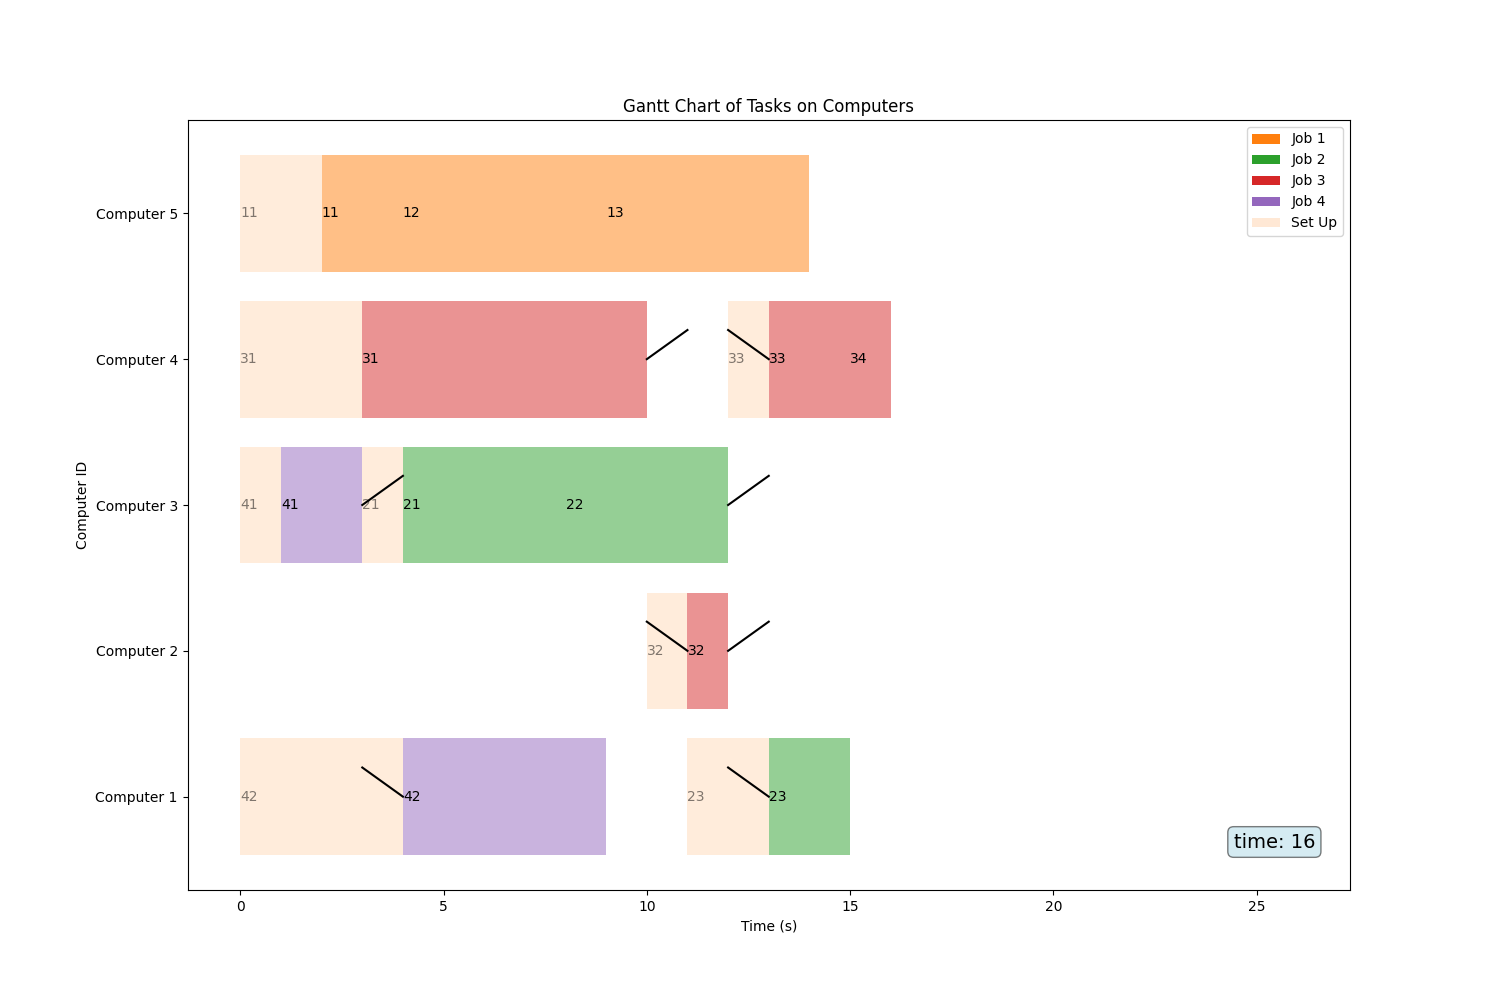 Gantt Chart of Tasks on Computers
Job 1
Job 2
Job 3
Job 4
Set Up
Computer 5
11
11
12
13
Computer 4
31
31
33
33
34
Computer 3
41
41
21
21
22
Computer 2
32
32
Computer 1
42
42
23
23
time: 16
Computer ID
0
5
10
15
20
25
Time (s)